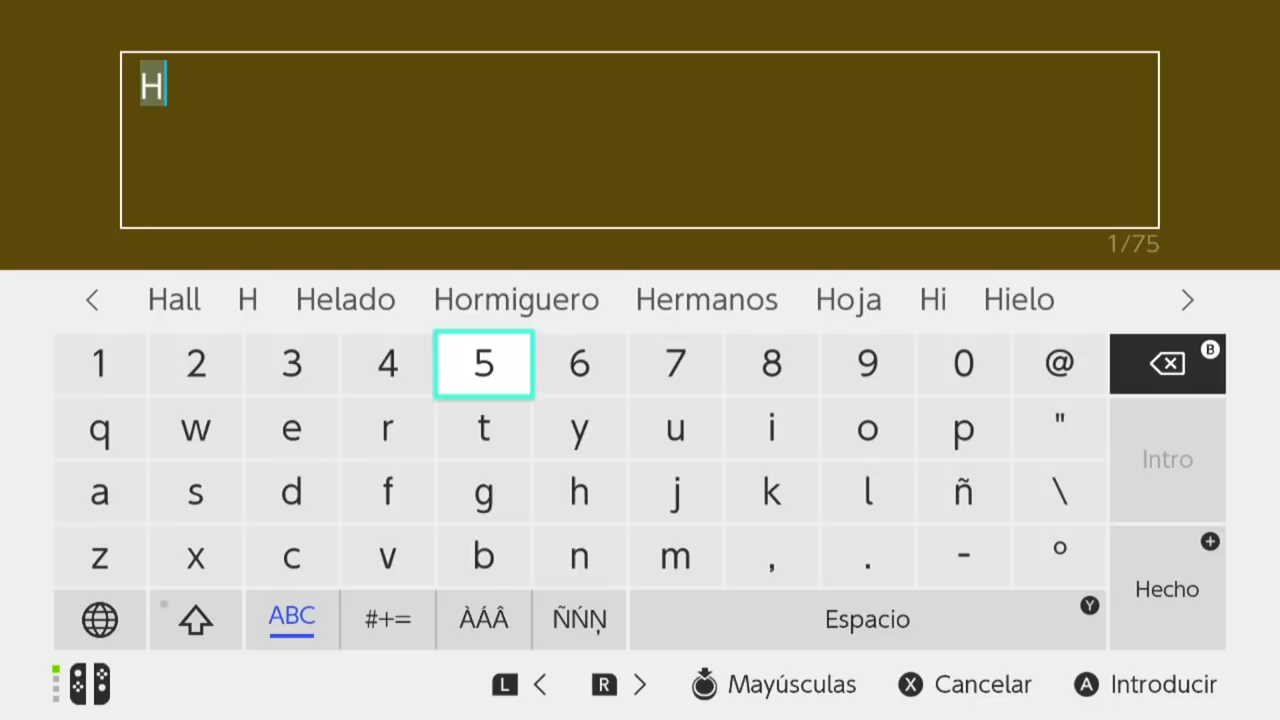 H
1/75
Hall H Helado Hormiguero Hermanos Hoja Hi Hielo
1 2 3 4 5 6 7 8 9 0 @ B
q w e r t y u i o p "
Intro
a s d f g h j k l ñ \
z x c v b n m , . - º
Hecho
ABC #+= ÀÁÂ ÑŃŅ Espacio Y
L R Mayúsculas X Cancelar A Introducir